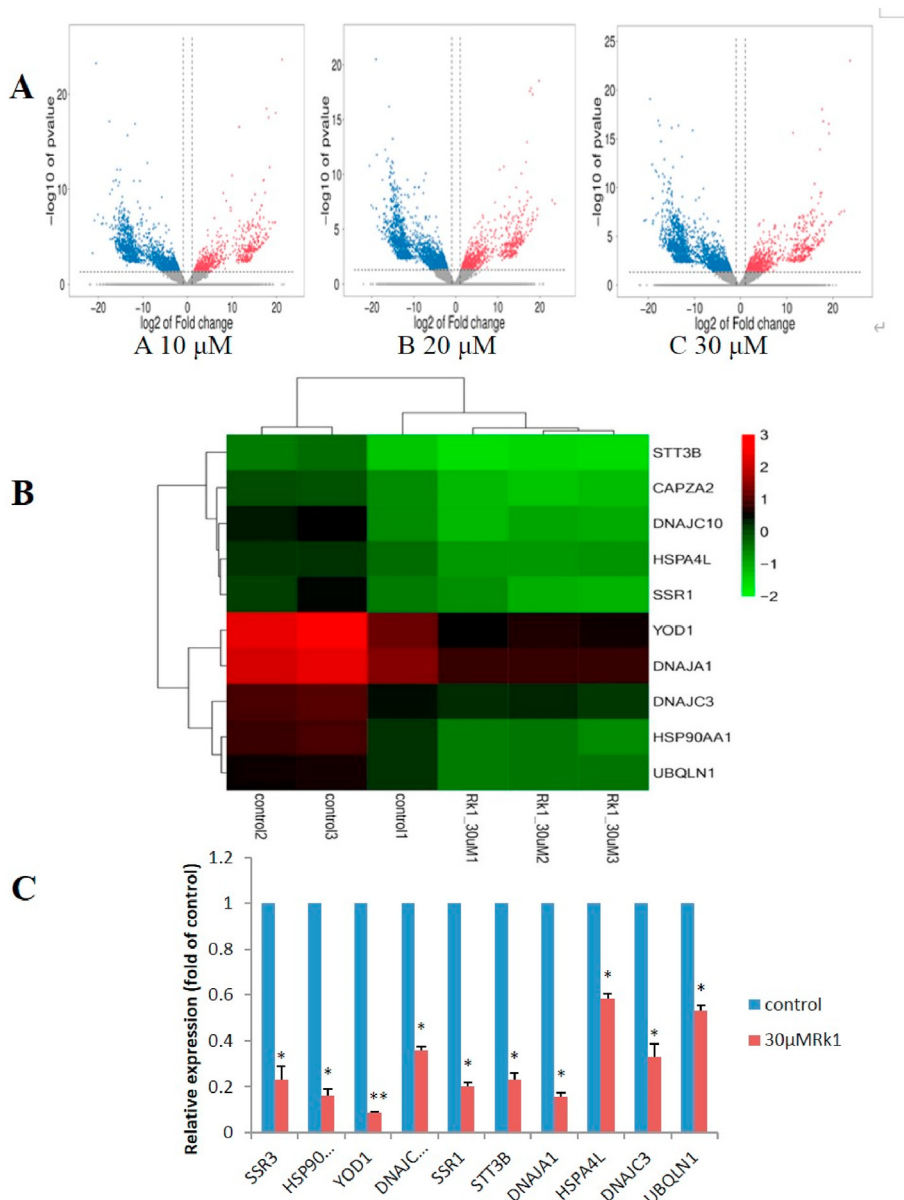 A
−log10 of pvalue
20
10
0
−20
−10
0
10
20
log2 of Fold change
A 10 μM
−log10 of pvalue
20
15
10
5
0
−20
−10
0
10
20
log2 of Fold change
B 20 μM
−log10 of pvalue
25
20
15
10
5
0
−20
−10
0
10
20
log2 of Fold change
C 30 μM
B
STT3B
CAPZA2
DNAJC10
HSPA4L
SSR1
YOD1
DNAJA1
DNAJC3
HSP90AA1
UBQLN1
3
2
1
0
−1
−2
control2
control3
control1
Rk1_30uM1
Rk1_30uM2
Rk1_30uM3
C
Relative expression (fold of control)
1.2
1
0.8
0.6
0.4
0.2
0
*
*
**
*
*
*
*
*
*
*
SSR3
HSP90...
YOD1
DNAJC...
SSR1
STT3B
DNAJA1
HSPA4L
DNAJC3
UBQLN1
control
30μMRk1